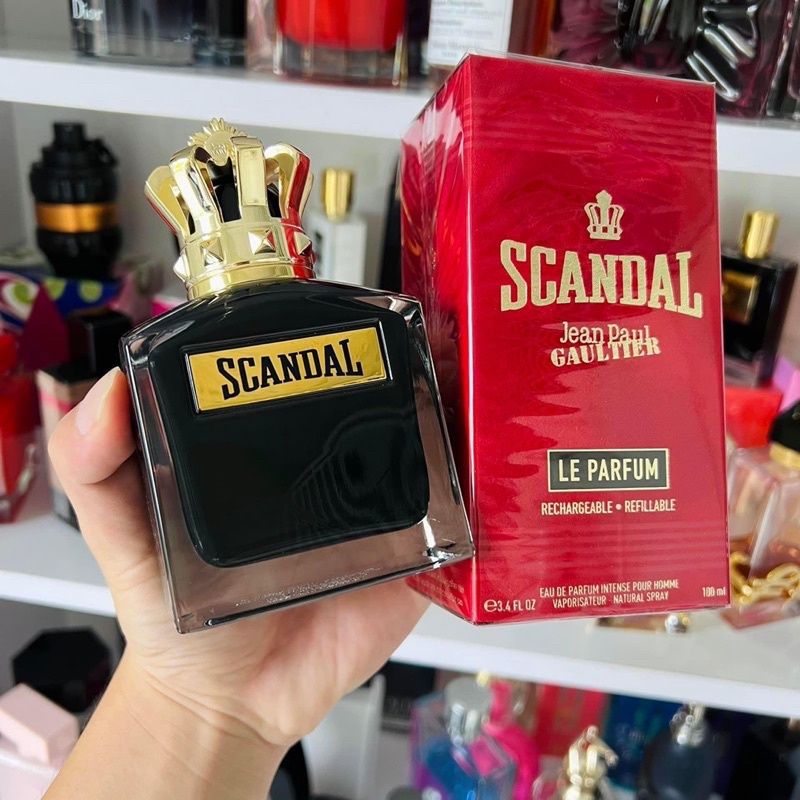 Dior
SCANDAL
SCANDAL
Jean Paul
GAULTIER
LE PARFUM
RECHARGEABLE • REFILLABLE
EAU DE PARFUM INTENSE POUR HOMME
℮3.4 FL OZ VAPORISATEUR - NATURAL SPRAY 100 ml